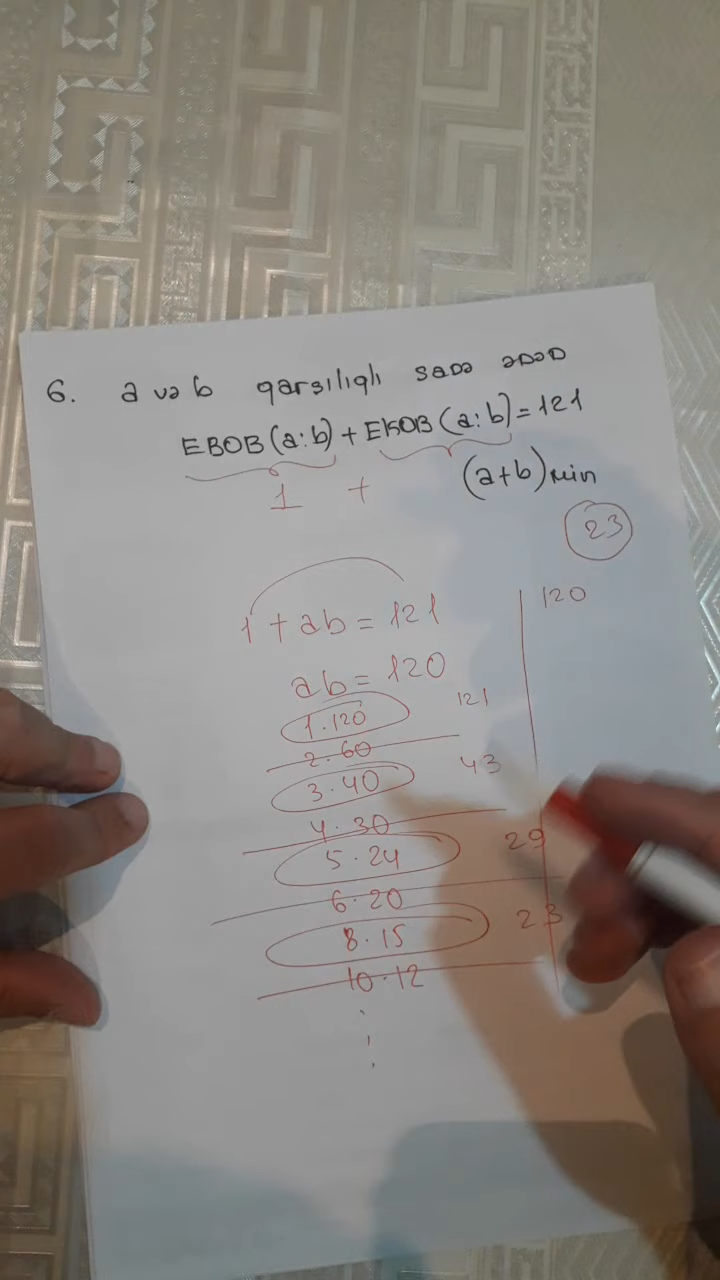 6. a və b qarşılıqlı sadə ədəd
EBOB(a:b) + EKOB(a:b) = 121
1 +
(a+b)min
23
120
1 + ab = 121
ab = 120
1·120 121
2·60
3·40 43
4·30
5·24 29
6·20
8·15 23
10·12